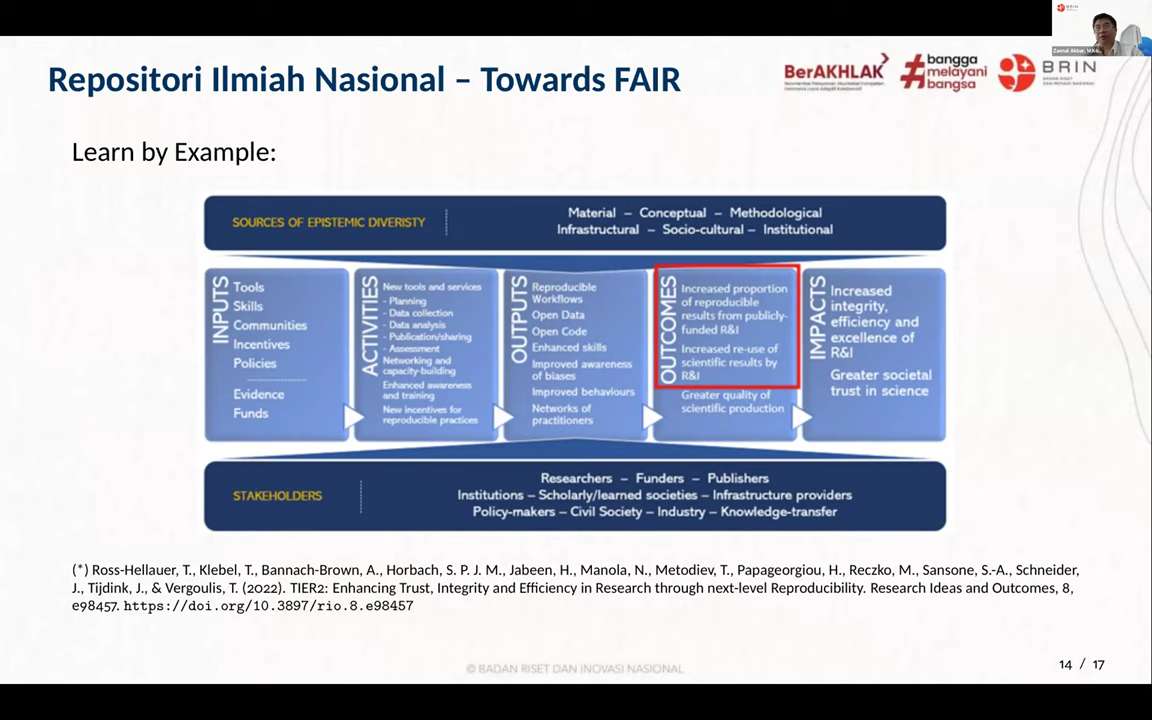 BRIN
Repositori Ilmiah Nasional – Towards FAIR
BerAKHLAK
#bangga
melayani
bangsa
BRIN
Learn by Example:
SOURCES OF EPISTEMIC DIVERISTY
Material – Conceptual – Methodological
Infrastructural – Socio-cultural – Institutional
INPUTS
Tools
Skills
Communities
Incentives
Policies
Evidence
Funds
ACTIVITIES
New tools and services
- Planning
- Data collection
- Data analysis
- Publication/sharing
- Assessment
Networking and
capacity-building
Enhanced awareness
and training
New incentives for
reproducible practices
OUTPUTS
Reproducible
Workflows
Open Data
Open Code
Enhanced skills
Improved awareness
of biases
Improved behaviours
Networks of
practitioners
OUTCOMES
Increased proportion
of reproducible
results from publicly-
funded R&I
Increased re-use of
scientific results by
R&I
Greater quality of
scientific production
IMPACTS
Increased
integrity,
efficiency and
excellence of
R&I
Greater societal
trust in science
STAKEHOLDERS
Researchers – Funders – Publishers
Institutions – Scholarly/learned societies – Infrastructure providers
Policy-makers – Civil Society – Industry – Knowledge-transfer
(*) Ross-Hellauer, T., Klebel, T., Bannach-Brown, A., Horbach, S. P. J. M., Jabeen, H., Manola, N., Metodiev, T., Papageorgiou, H., Reczko, M., Sansone, S.-A., Schneider,
J., Tijdink, J., & Vergoulis, T. (2022). TIER2: Enhancing Trust, Integrity and Efficiency in Research through next-level Reproducibility. Research Ideas and Outcomes, 8,
e98457. https://doi.org/10.3897/rio.8.e98457
© BADAN RISET DAN INOVASI NASIONAL
14 / 17